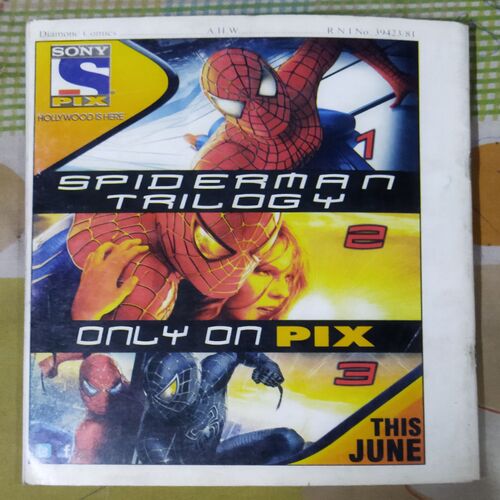 Diamond Comics A H W R N I No. 39423/81
SONY
S
PIX
HOLLYWOOD IS HERE
1
SPIDERMAN
TRILOGY
2
ONLY ON PIX
3
THIS
JUNE
f